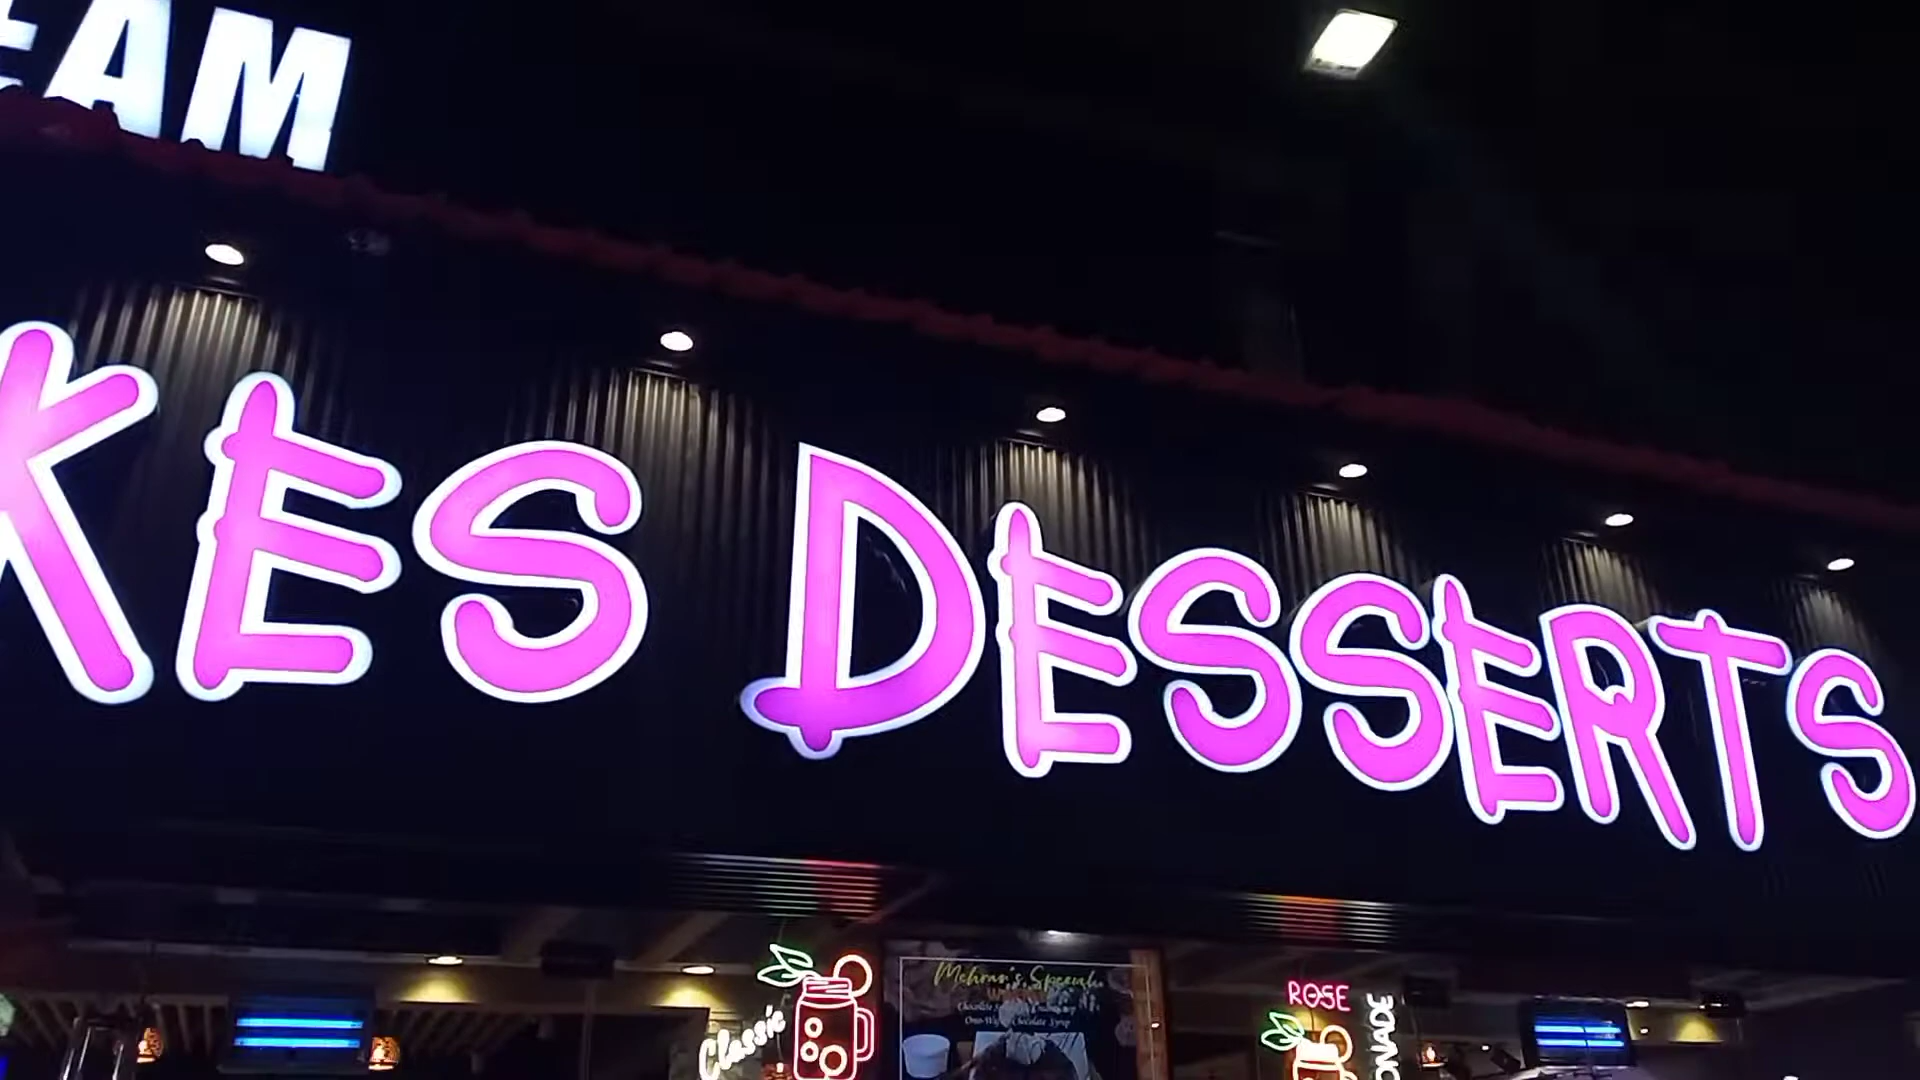 EAM
KES DESSERTS
Mehran's Special
Classic
ROSE
ONADE